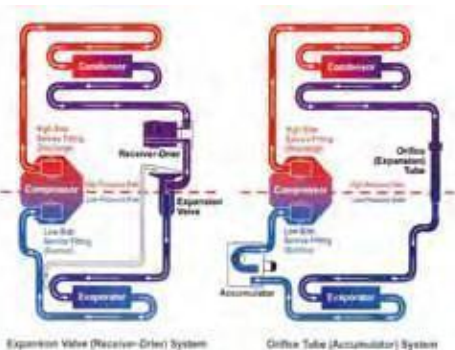 Condenser
High Side
Service Fitting
(Discharge)
Receiver-Drier
Compressor
High Pressure Side
Low Pressure Side
Expansion
Valve
Low Side
Service Fitting
(Suction)
Evaporator
Expansion Valve (Receiver-Drier) System
Condenser
High Side
Service Fitting
(Discharge)
Orifice
(Expansion)
Tube
Compressor
High Pressure Side
Low Pressure Side
Low Side
Service Fitting
(Suction)
Accumulator
Evaporator
Orifice Tube (Accumulator) System